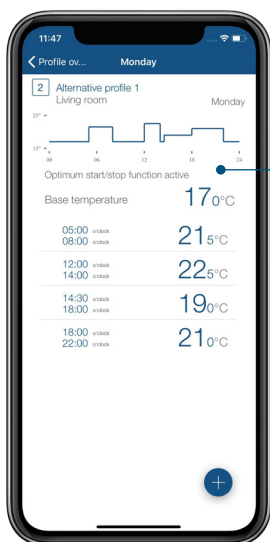 11:47
Profile ov... Monday
2 Alternative profile 1
Living room Monday
25°
15°
00 06 12 18 24
Optimum start/stop function active
Base temperature 17 0°C
05:00 o'clock
08:00 o'clock 21 5°C
12:00 o'clock
14:00 o'clock 22 5°C
14:30 o'clock
18:00 o'clock 19 0°C
18:00 o'clock
22:00 o'clock 21 0°C
+